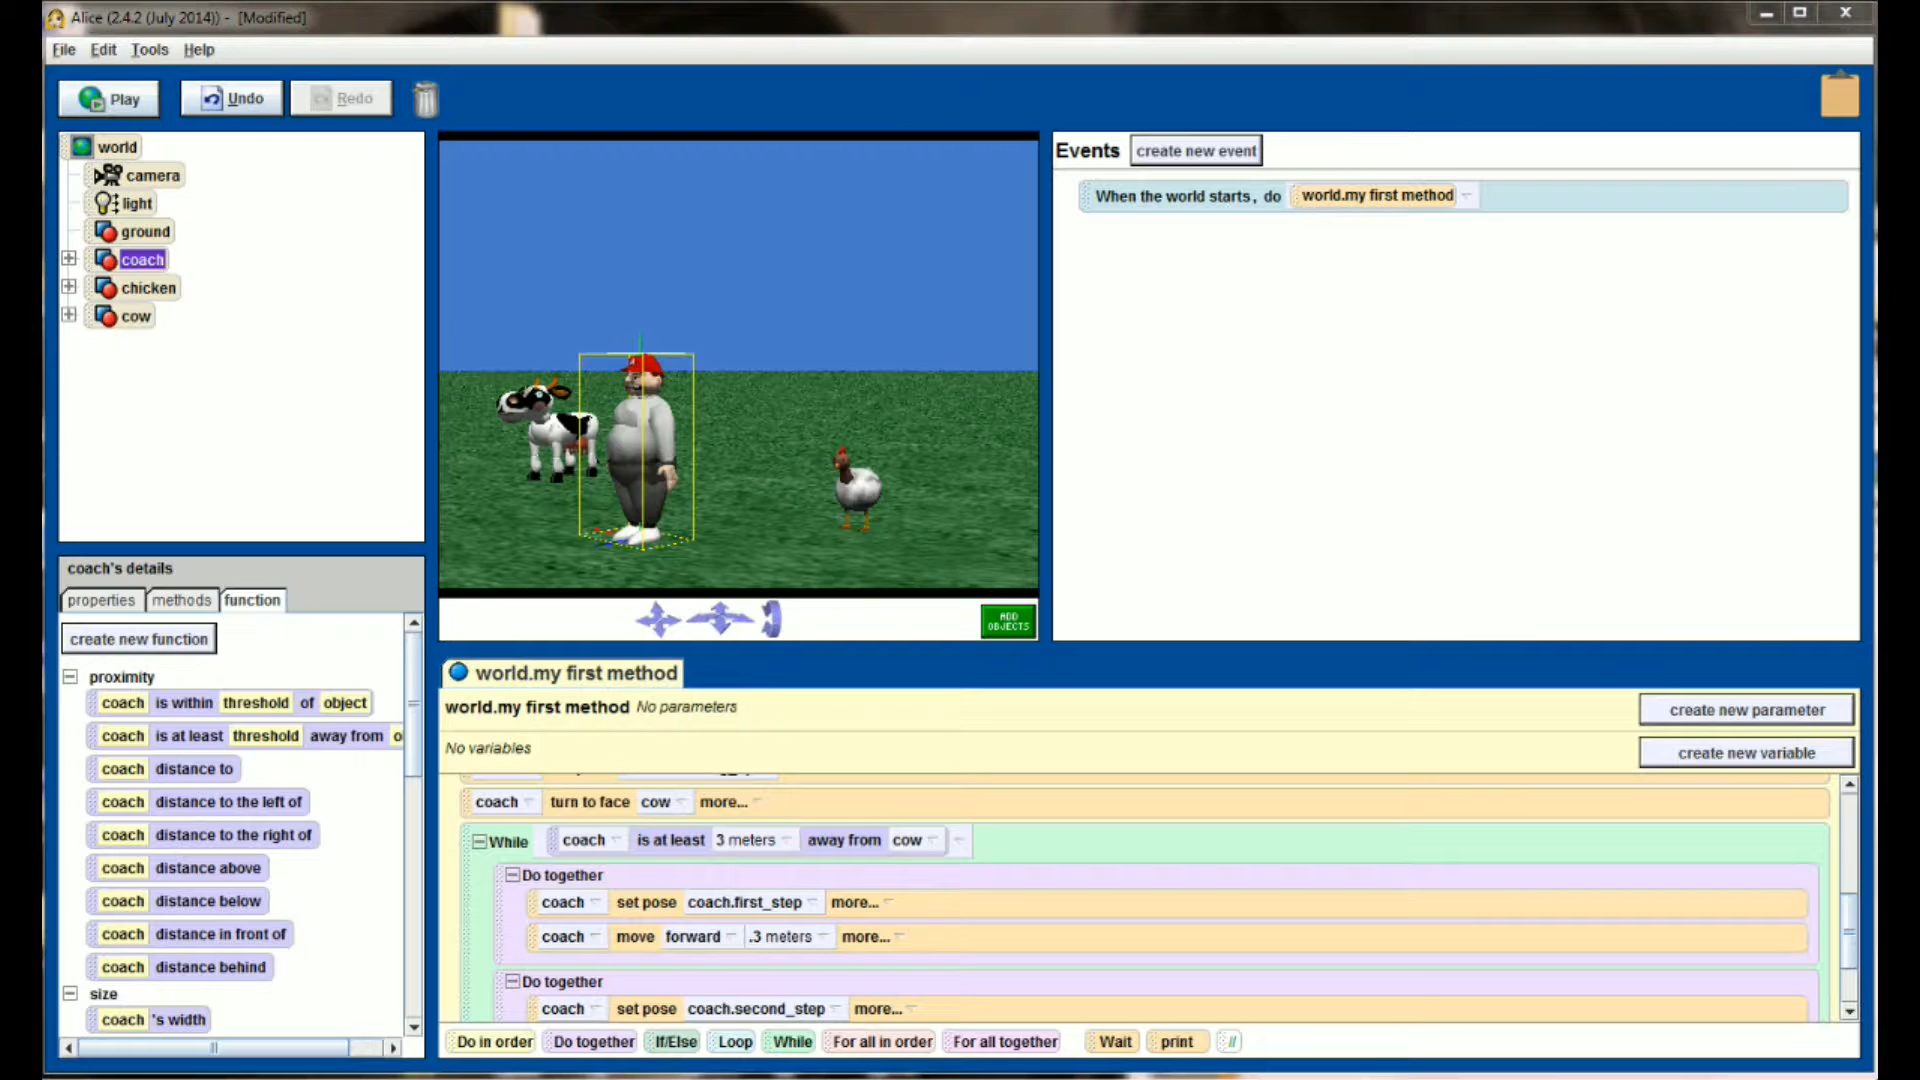 Alice (2.4.2 (July 2014)) - [Modified]
File Edit Tools Help
Play Undo Redo
world
camera
light
ground
coach
chicken
cow
ADD OBJECTS
Events create new event
When the world starts, do world.my first method
coach's details
properties methods function
create new function
proximity
coach is within threshold of object
coach is at least threshold away from o
coach distance to
coach distance to the left of
coach distance to the right of
coach distance above
coach distance below
coach distance in front of
coach distance behind
size
coach 's width
world.my first method
world.my first method No parameters
create new parameter
No variables
create new variable
coach turn to face cow more...
While coach is at least 3 meters away from cow
Do together
coach set pose coach.first_step more...
coach move forward .3 meters more...
Do together
coach set pose coach.second_step more...
Do in order Do together If/Else Loop While For all in order For all together Wait print //